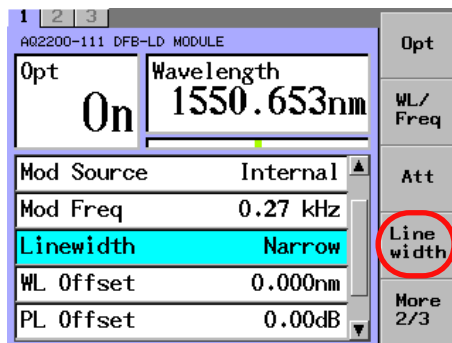 1 2 3
AQ2200-111 DFB-LD MODULE
Opt
On
Wavelength
1550.653nm
Mod Source Internal
Mod Freq 0.27 kHz
Linewidth Narrow
WL Offset 0.000nm
PL Offset 0.00dB
Opt
WL/
Freq
Att
Line
width
More
2/3